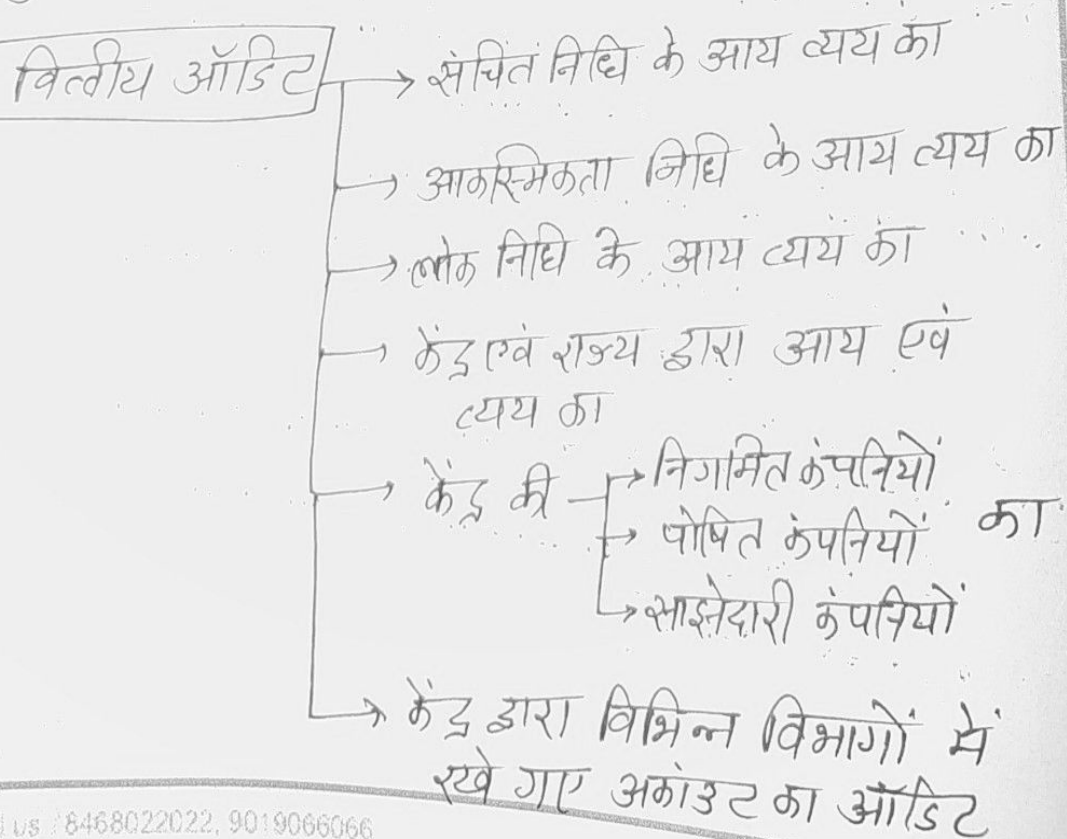 वित्तीय ऑडिट
→ संचित निधि के आय व्यय का
→ आकस्मिकता निधि के आय व्यय का
→ लोक निधि के आय व्यय का
→ केंद्र एवं राज्य द्वारा आय एवं
व्यय का
→ केंद्र की
→ निगमित कंपनियों
→ पोषित कंपनियों का
→ साझेदारी कंपनियों
→ केंद्र द्वारा विभिन्न विभागों में
रखे गए अकांउट का ऑडिट
us 8468022022, 9019066066